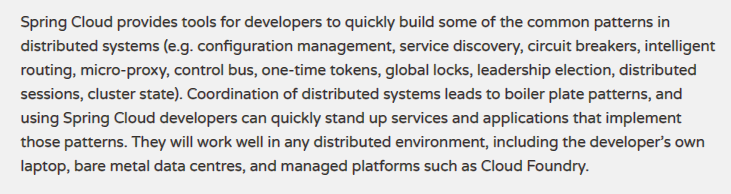 Spring Cloud provides tools for developers to quickly build some of the common patterns in
distributed systems (e.g. configuration management, service discovery, circuit breakers, intelligent
routing, micro-proxy, control bus, one-time tokens, global locks, leadership election, distributed
sessions, cluster state). Coordination of distributed systems leads to boiler plate patterns, and
using Spring Cloud developers can quickly stand up services and applications that implement
those patterns. They will work well in any distributed environment, including the developer's own
laptop, bare metal data centres, and managed platforms such as Cloud Foundry.